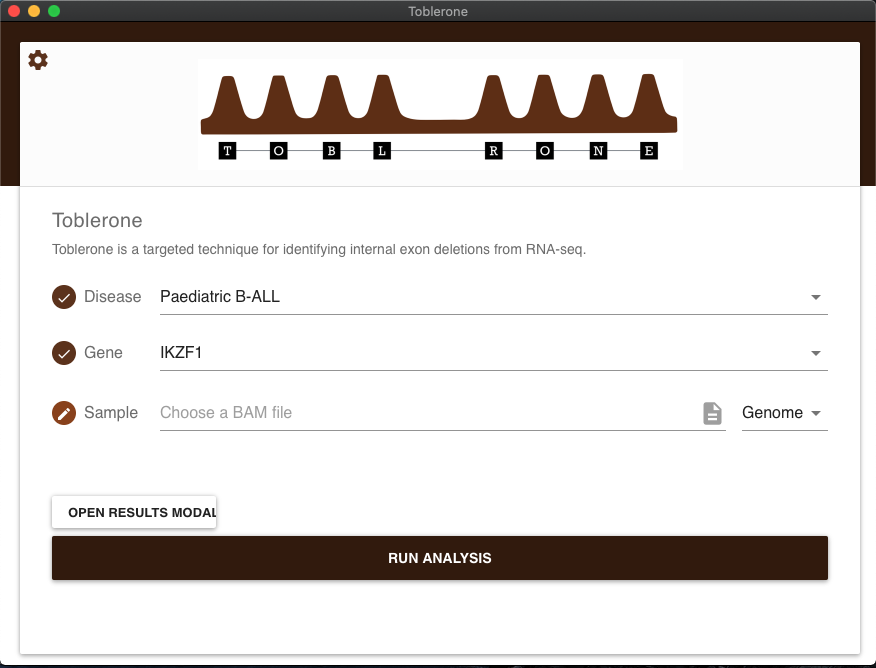 Toblerone
T O B L R O N E
Toblerone
Toblerone is a targeted technique for identifying internal exon deletions from RNA-seq.
Disease Paediatric B-ALL
Gene IKZF1
Sample Choose a BAM file Genome
OPEN RESULTS MODAL
RUN ANALYSIS